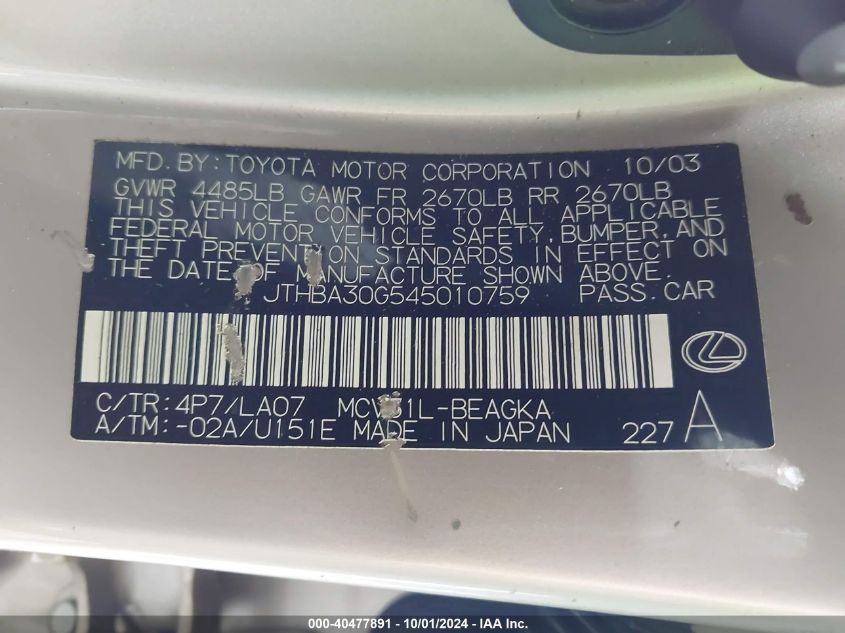 MFD. BY: TOYOTA MOTOR CORPORATION 10/03
GVWR 4485LB GAWR FR 2670LB RR 2670LB
THIS VEHICLE CONFORMS TO ALL APPLICABLE
FEDERAL MOTOR VEHICLE SAFETY, BUMPER, AND
THEFT PREVENTION STANDARDS IN EFFECT ON
THE DATE OF MANUFACTURE SHOWN ABOVE.
JTHBA30G545010759 PASS. CAR
C/TR: 4P7/LA07 MCV31L-BEAGKA
A/TM: -02A/U151E MADE IN JAPAN 227 A
000-40477891 - 10/01/2024 - IAA Inc.